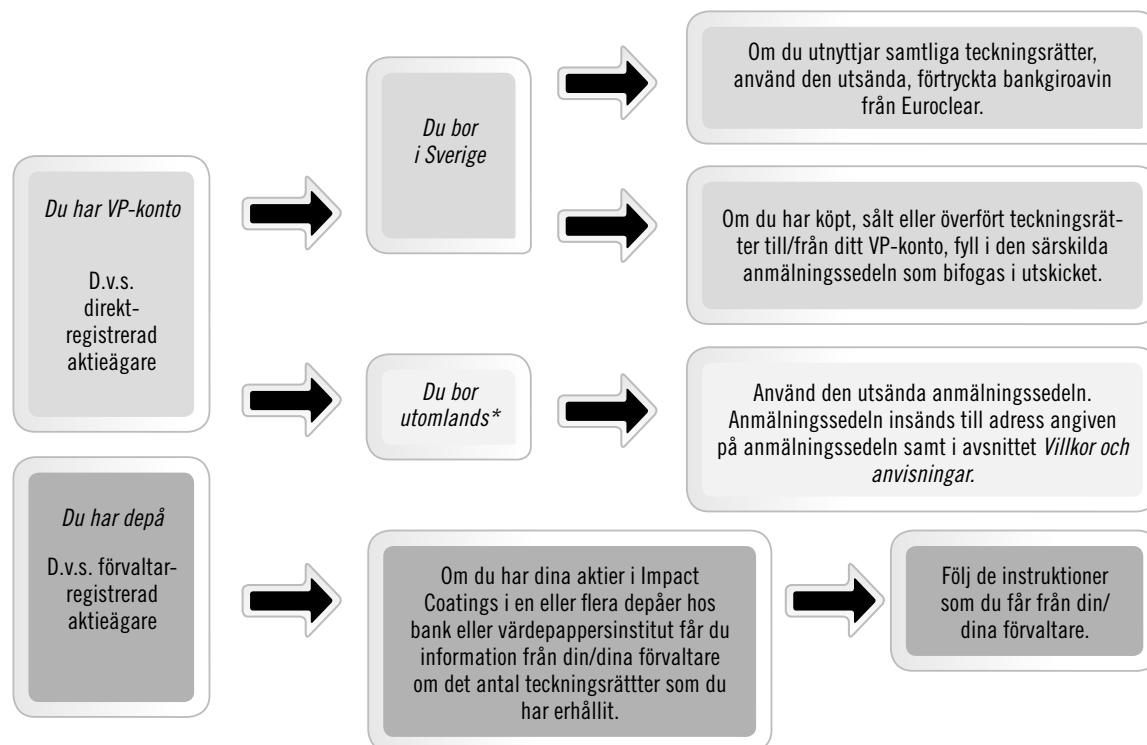 Du har VP-konto
D.v.s.
direkt-
registrerad
aktieägare
Du bor
i Sverige
Om du utnyttjar samtliga teckningsrätter,
använd den utsända, förtryckta bankgiroavin
från Euroclear.
Om du har köpt, sålt eller överfört teckningsrät-
ter till/från ditt VP-konto, fyll i den särskilda
anmälningssedeln som bifogas i utskicket.
Du bor
utomlands*
Använd den utsända anmälningssedeln.
Anmälningssedeln insänds till adress angiven
på anmälningssedeln samt i avsnittet Villkor och
anvisningar.
Du har depå
D.v.s. förvaltar-
registrerad
aktieägare
Om du har dina aktier i Impact
Coatings i en eller flera depåer hos
bank eller värdepappersinstitut får du
information från din/dina förvaltare
om det antal teckningsrättter som du
har erhållit.
Följ de instruktioner
som du får från din/
dina förvaltare.